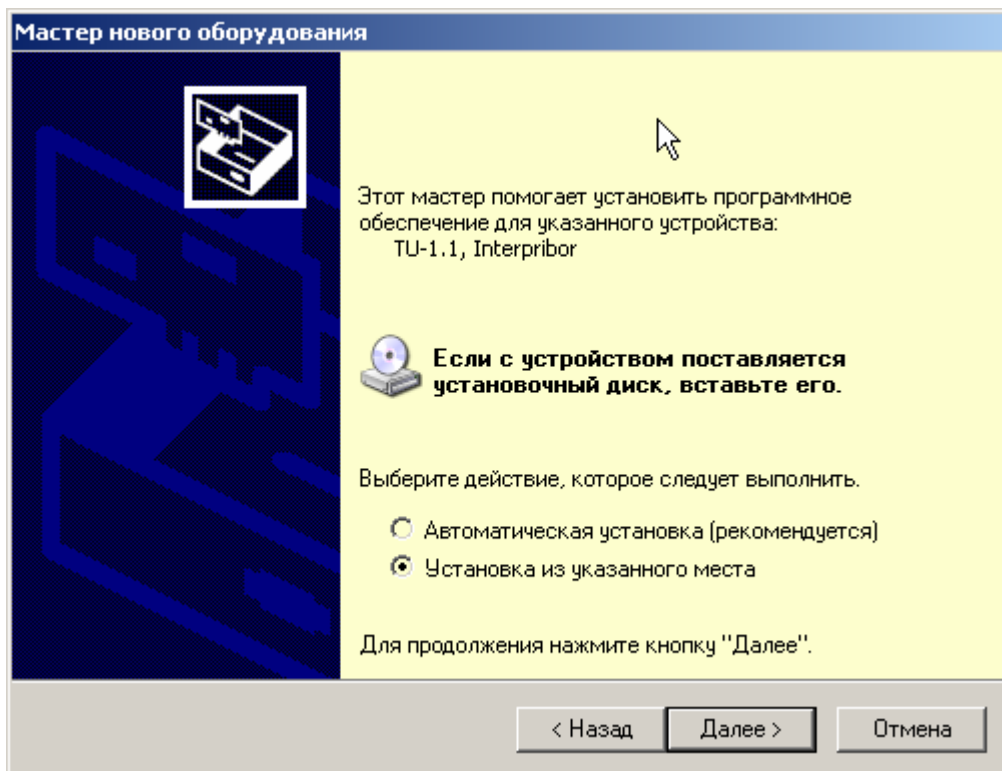 Мастер нового оборудования
Этот мастер помогает установить программное
обеспечение для указанного устройства:
TU-1.1, Interpribor
Если с устройством поставляется
установочный диск, вставьте его.
Выберите действие, которое следует выполнить.
Автоматическая установка (рекомендуется)
Установка из указанного места
Для продолжения нажмите кнопку "Далее".
< Назад
Далее >
Отмена